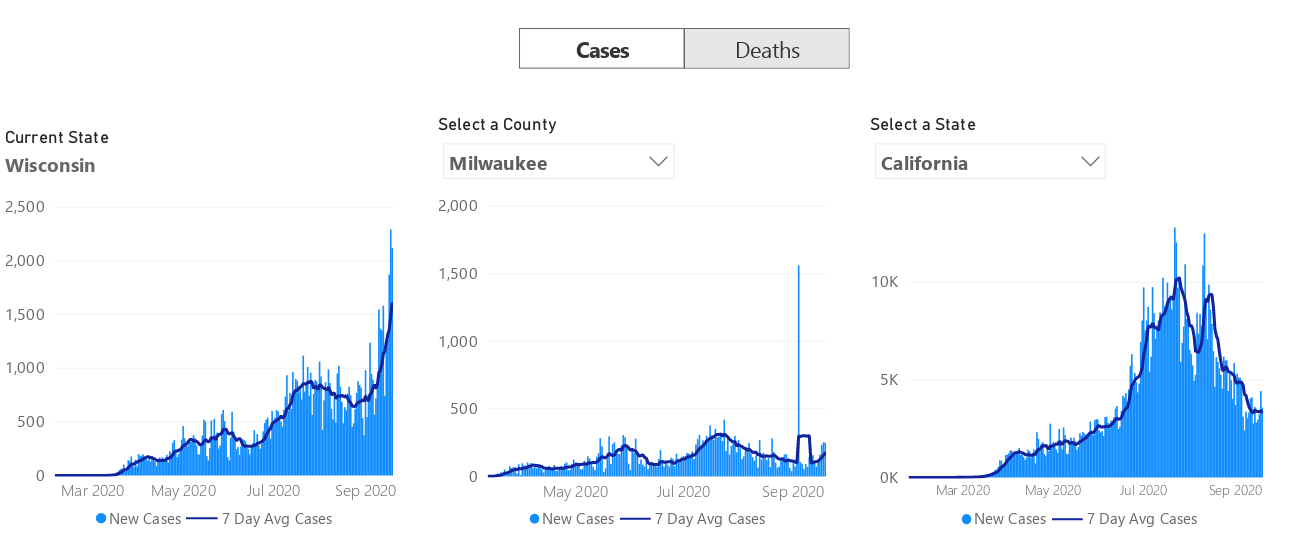 Cases Deaths
Current State
Wisconsin
2,500
2,000
1,500
1,000
500
0
Mar 2020 May 2020 Jul 2020 Sep 2020
New Cases 7 Day Avg Cases
Select a County
Milwaukee
2,000
1,500
1,000
500
0
May 2020 Jul 2020 Sep 2020
New Cases 7 Day Avg Cases
Select a State
California
10K
5K
0K
Mar 2020 May 2020 Jul 2020 Sep 2020
New Cases 7 Day Avg Cases